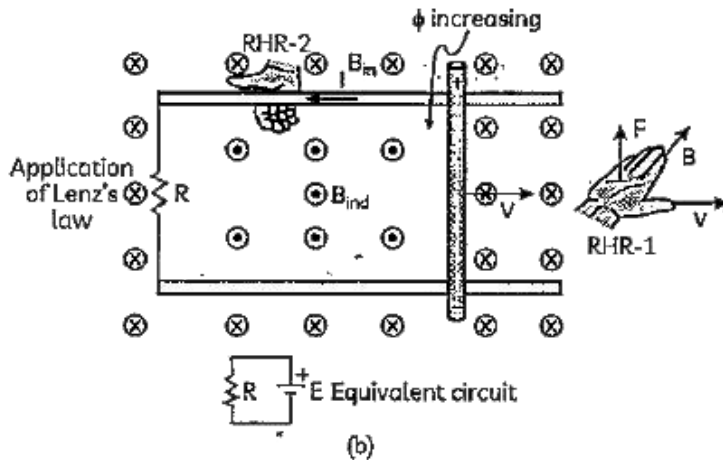 ϕ increasing
RHR-2
I
B_in
F
B
Application
of Lenz's
law
R
B_ind
V
V
RHR-1
+
R
E Equivalent circuit
(b)